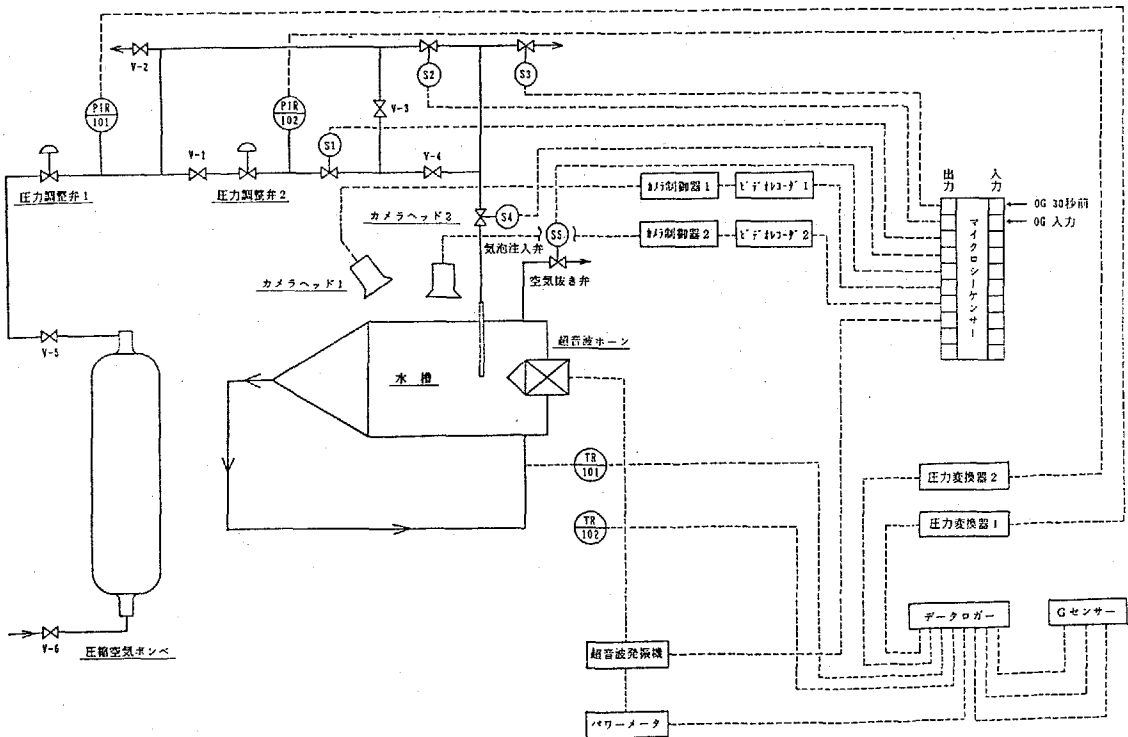 V-2
S2
S3
PIR
101
PIR
102
V-3
S1
V-1
V-4
圧力調整弁1
圧力調整弁2
カメラヘッド2
S4
気泡注入弁
SS
カメラ制御器1
ビデオレコーダ1
カメラ制御器2
ビデオレコーダ2
出力
入力
マイクロシーケンサー
0G 30秒前
0G 入力
カメラヘッド1
空気抜き弁
V-5
超音波ホーン
水槽
TR
101
TR
102
圧力変換器2
圧力変換器1
データロガー
Gセンサー
V-6
圧縮空気ボンベ
超音波発振機
パワーメータ